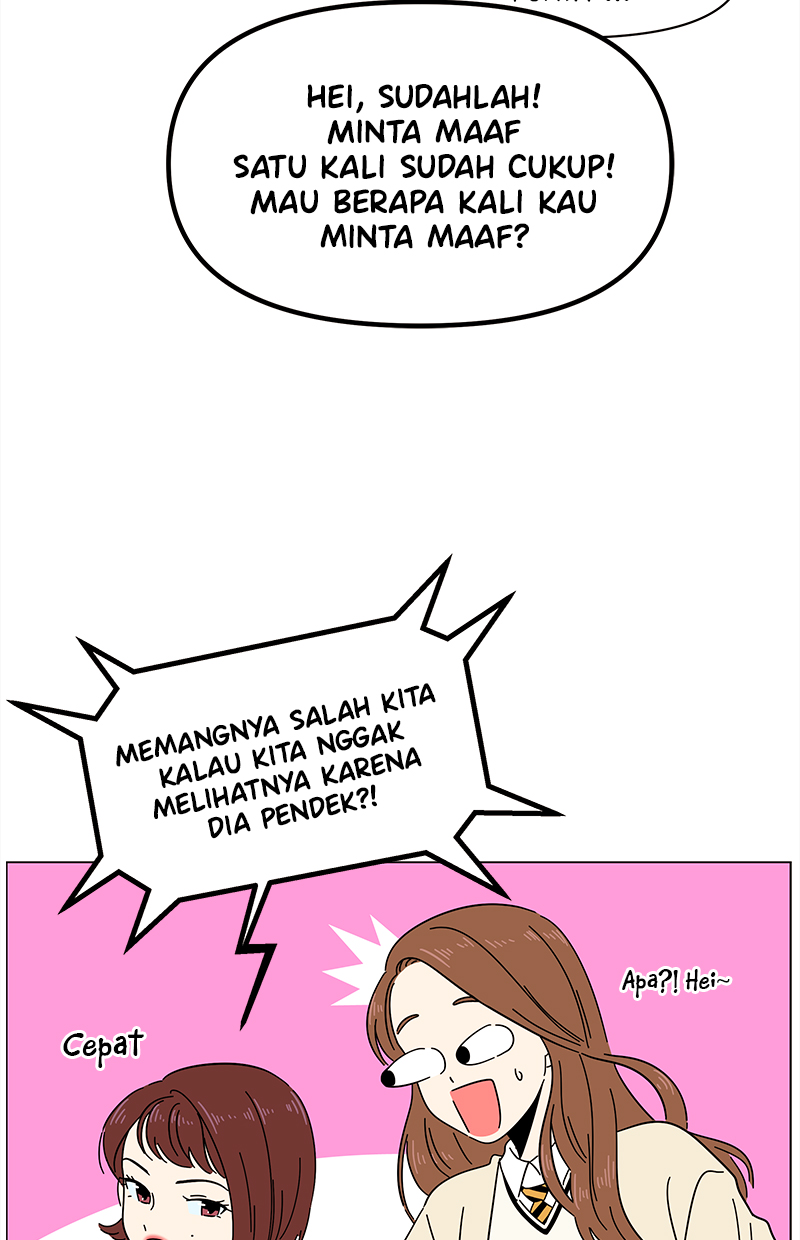 HEI, SUDAHLAH!
MINTA MAAF
SATU KALI SUDAH CUKUP!
MAU BERAPA KALI KAU
MINTA MAAF?
MEMANGNYA SALAH KITA
KALAU KITA NGGAK
MELIHATNYA KARENA
DIA PENDEK?!
Apa?! Hei~
Cepat